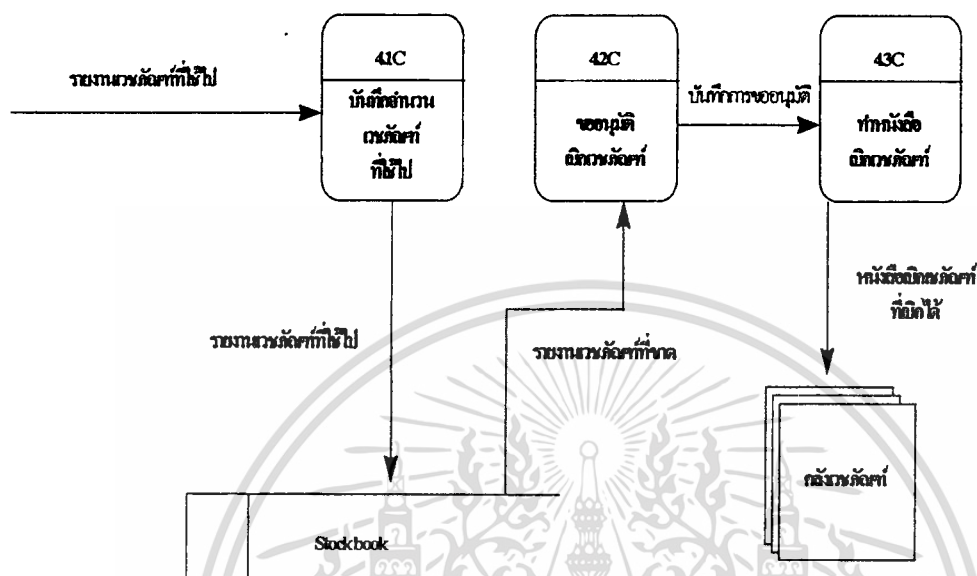 รายงานเวชภัณฑ์ที่ใช้ไป
4.1C
บันทึกจำนวน
เวชภัณฑ์
ที่ใช้ไป
4.2C
ขออนุมัติ
เบิกเวชภัณฑ์
บันทึกการขออนุมัติ
4.3C
ทำหนังสือ
เบิกเวชภัณฑ์
รายงานเวชภัณฑ์ที่ใช้ไป
รายงานเวชภัณฑ์ที่ขาด
หนังสือเบิกเวชภัณฑ์
ที่เบิกได้
Stockbook
คลังเวชภัณฑ์